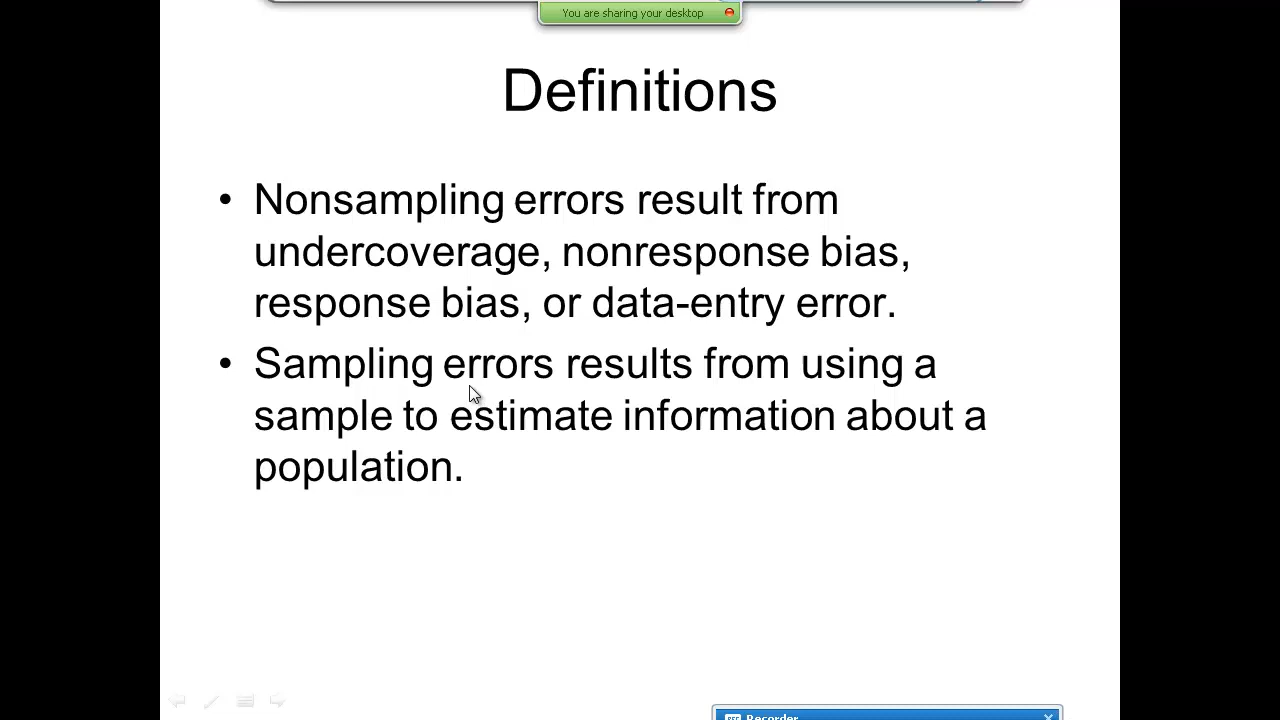 You are sharing your desktop
Definitions
• Nonsampling errors result from
undercoverage, nonresponse bias,
response bias, or data-entry error.
• Sampling errors results from using a
sample to estimate information about a
population.
Recorder